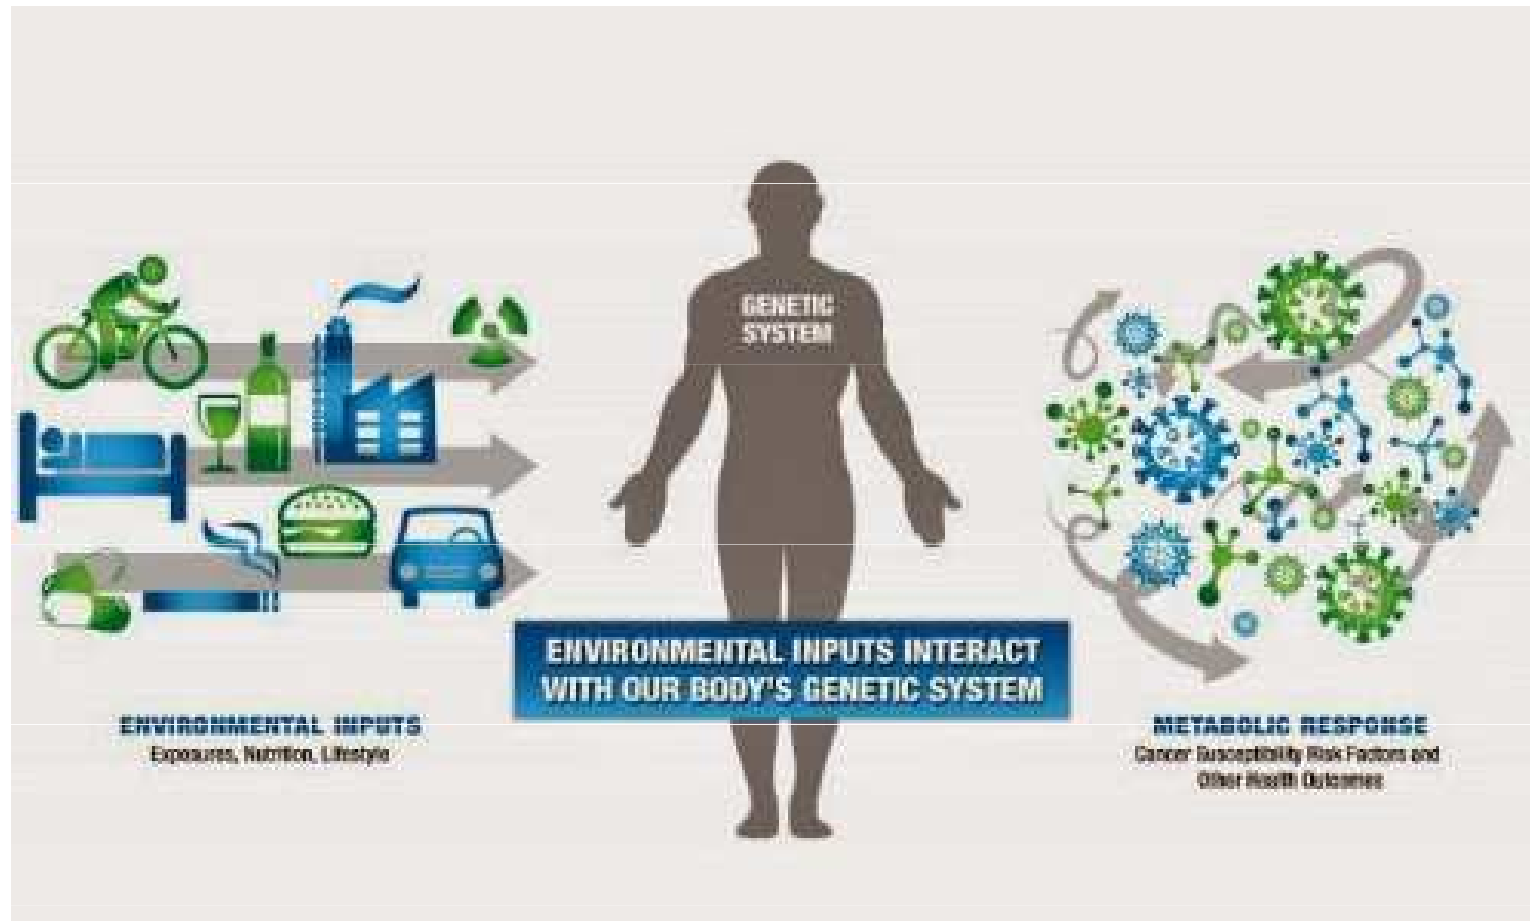 GENETIC
SYSTEM
ENVIRONMENTAL INPUTS INTERACT
WITH OUR BODY'S GENETIC SYSTEM
ENVIRONMENTAL INPUTS
Exposures, Nutrition, Lifestyle
METABOLIC RESPONSE
Cancer Susceptibility Risk Factors and
Other Health Outcomes